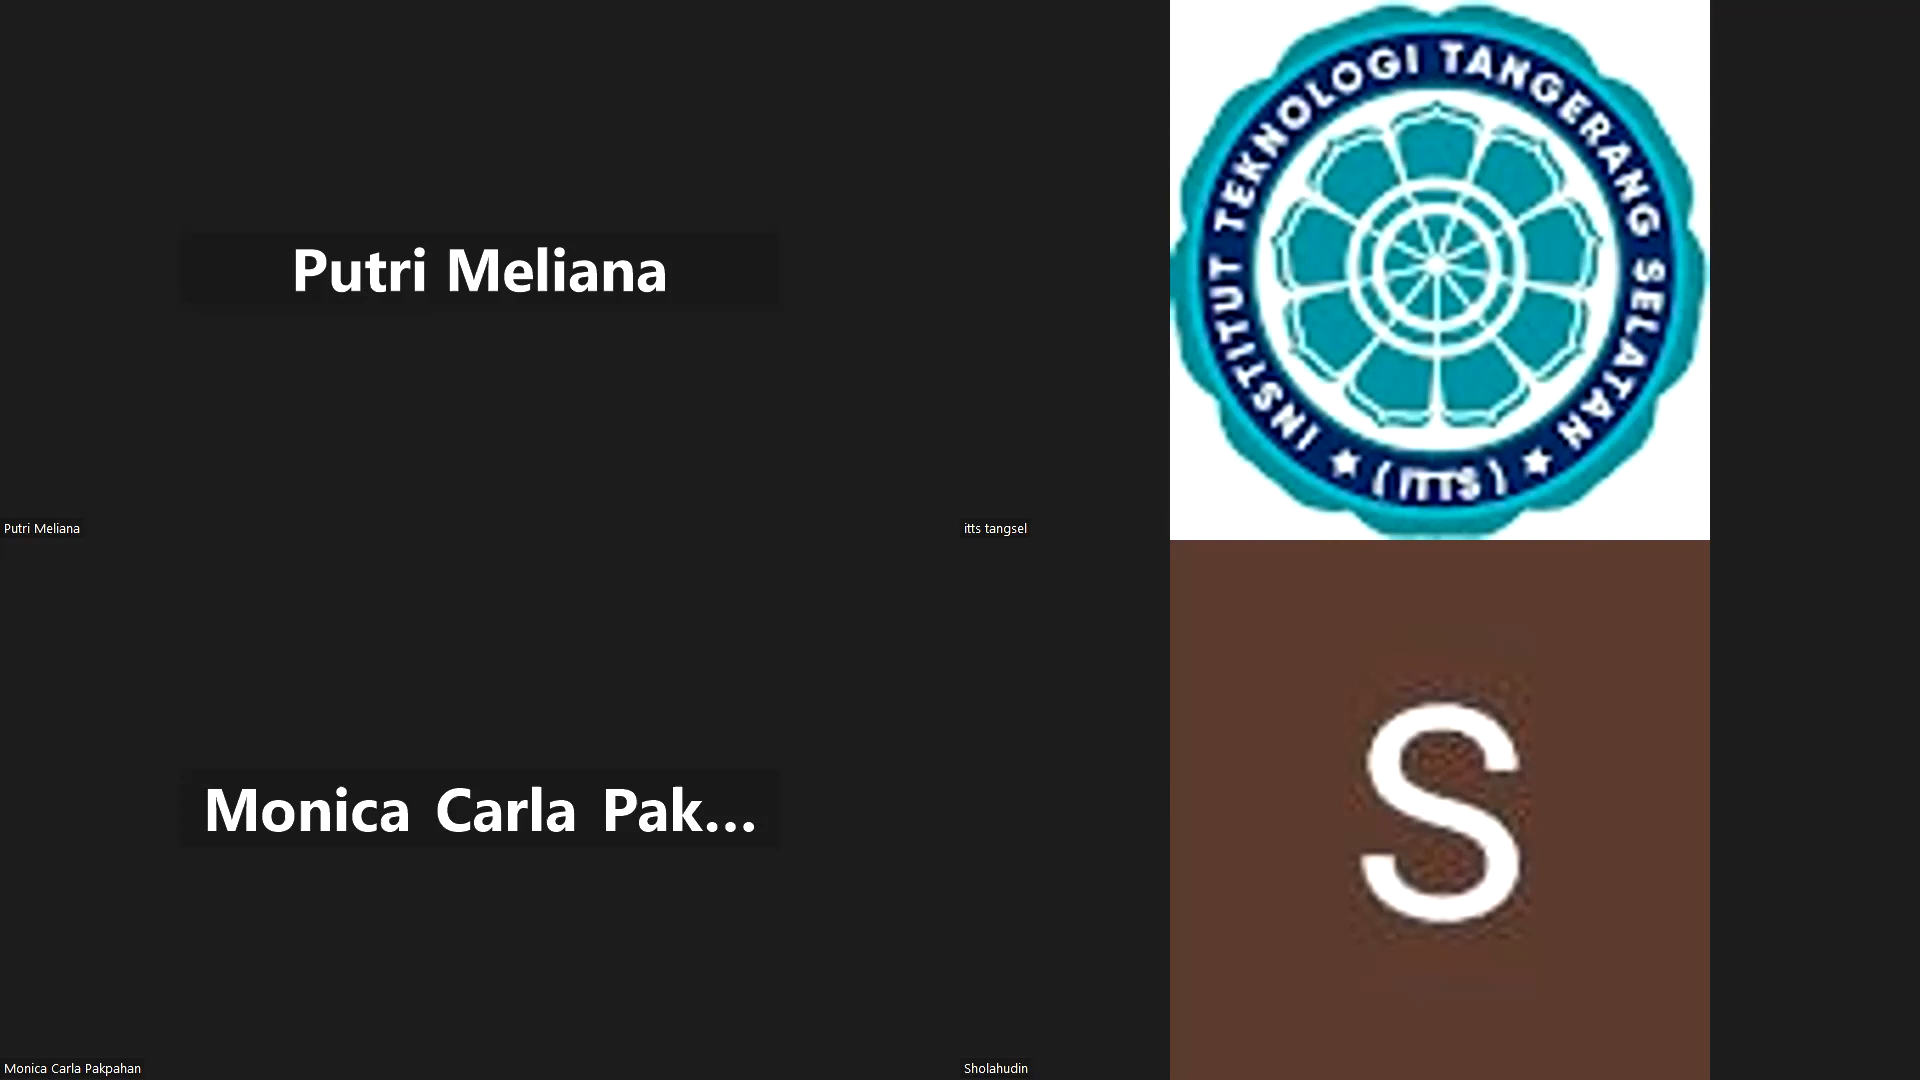 Putri Meliana
Putri Meliana
INSTITUT TEKNOLOGI TANGERANG SELATAN
★ ( ITTS ) ★
itts tangsel
Monica Carla Pak...
Monica Carla Pakpahan
S
Sholahudin